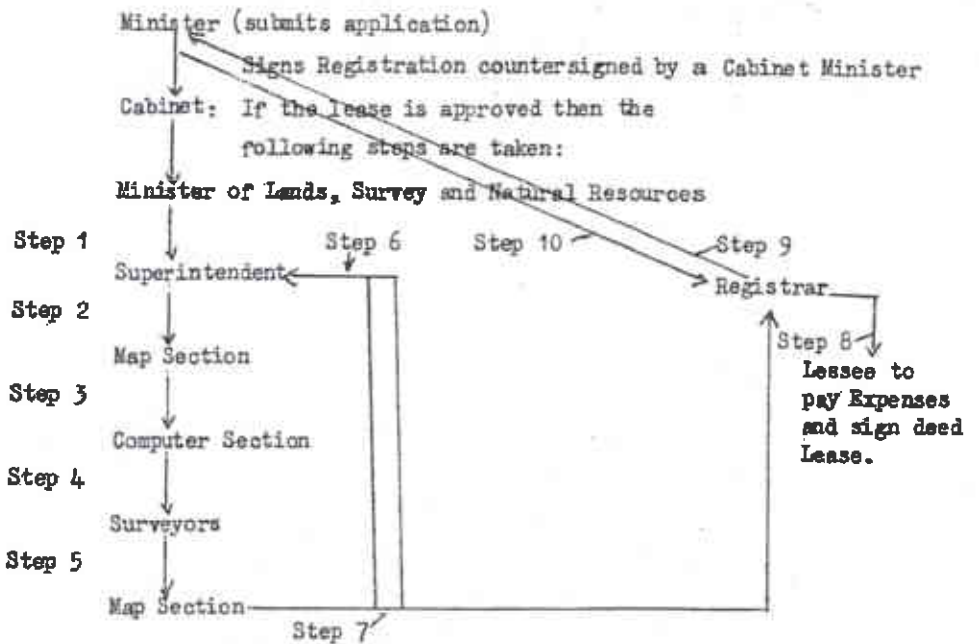 Minister (submits application)
Signs Registration countersigned by a Cabinet Minister
Cabinet: If the lease is approved then the
following steps are taken:
Minister of Lands, Survey and Natural Resources
Step 1
Step 6
Step 10
Step 9
Superintendent
Registrar
Step 2
Step 8
Map Section
Lessee to
pay Expenses
and sign deed
Lease.
Step 3
Computer Section
Step 4
Surveyors
Step 5
Map Section
Step 7